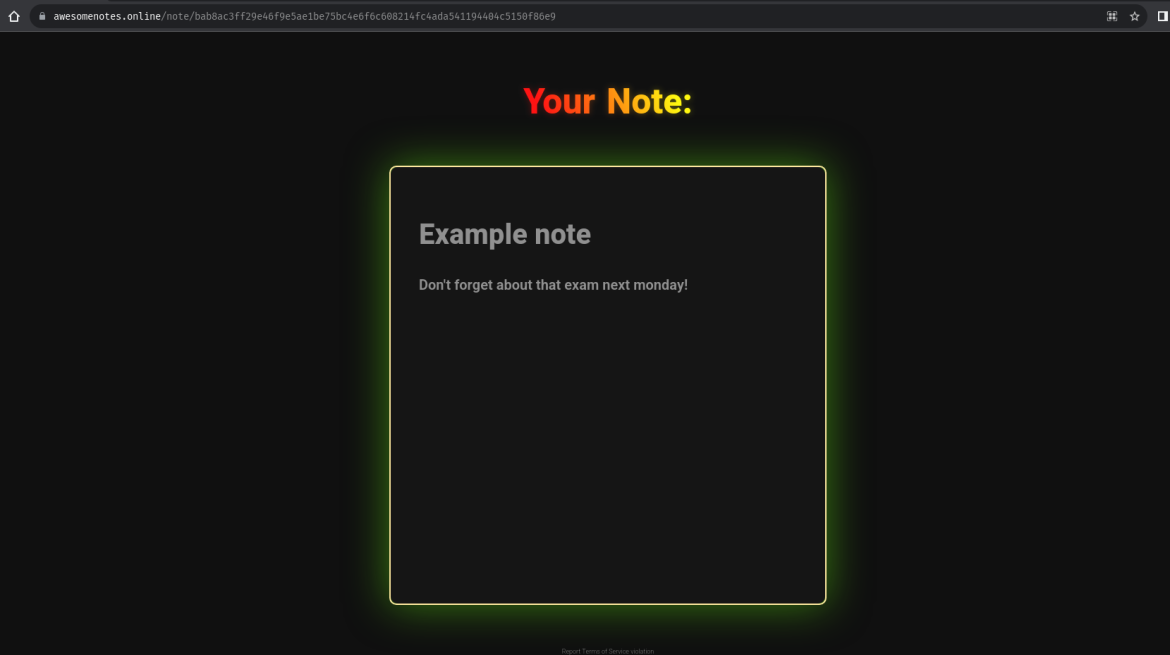 awesomenotes.online/note/bab8ac3ff29e46f9e5ae1be75bc4e6f6c608214fc4ada541194404c5150f86e9
Your Note:
Example note
Don't forget about that exam next monday!
Report Terms of Service violation